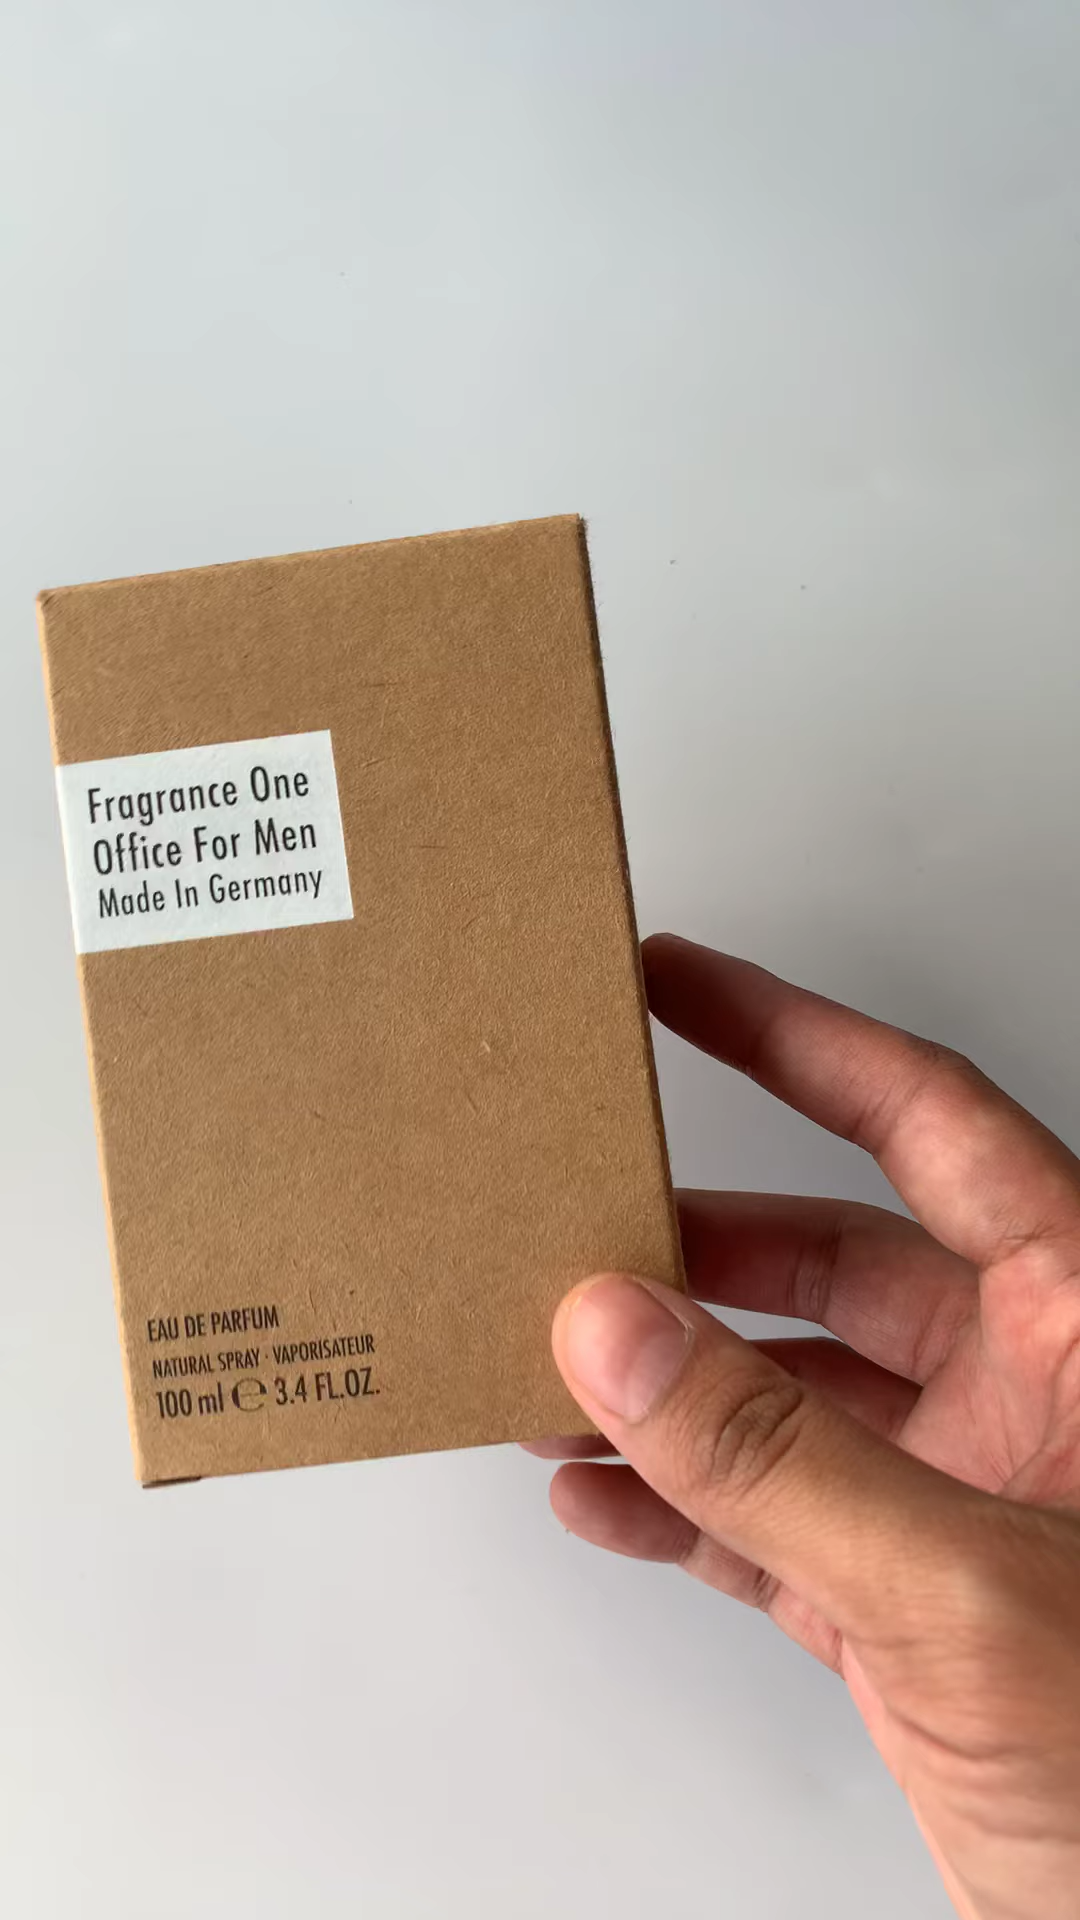 Fragrance One
Office For Men
Made In Germany
EAU DE PARFUM
NATURAL SPRAY · VAPORISATEUR
100 ml ℮ 3.4 FL.OZ.